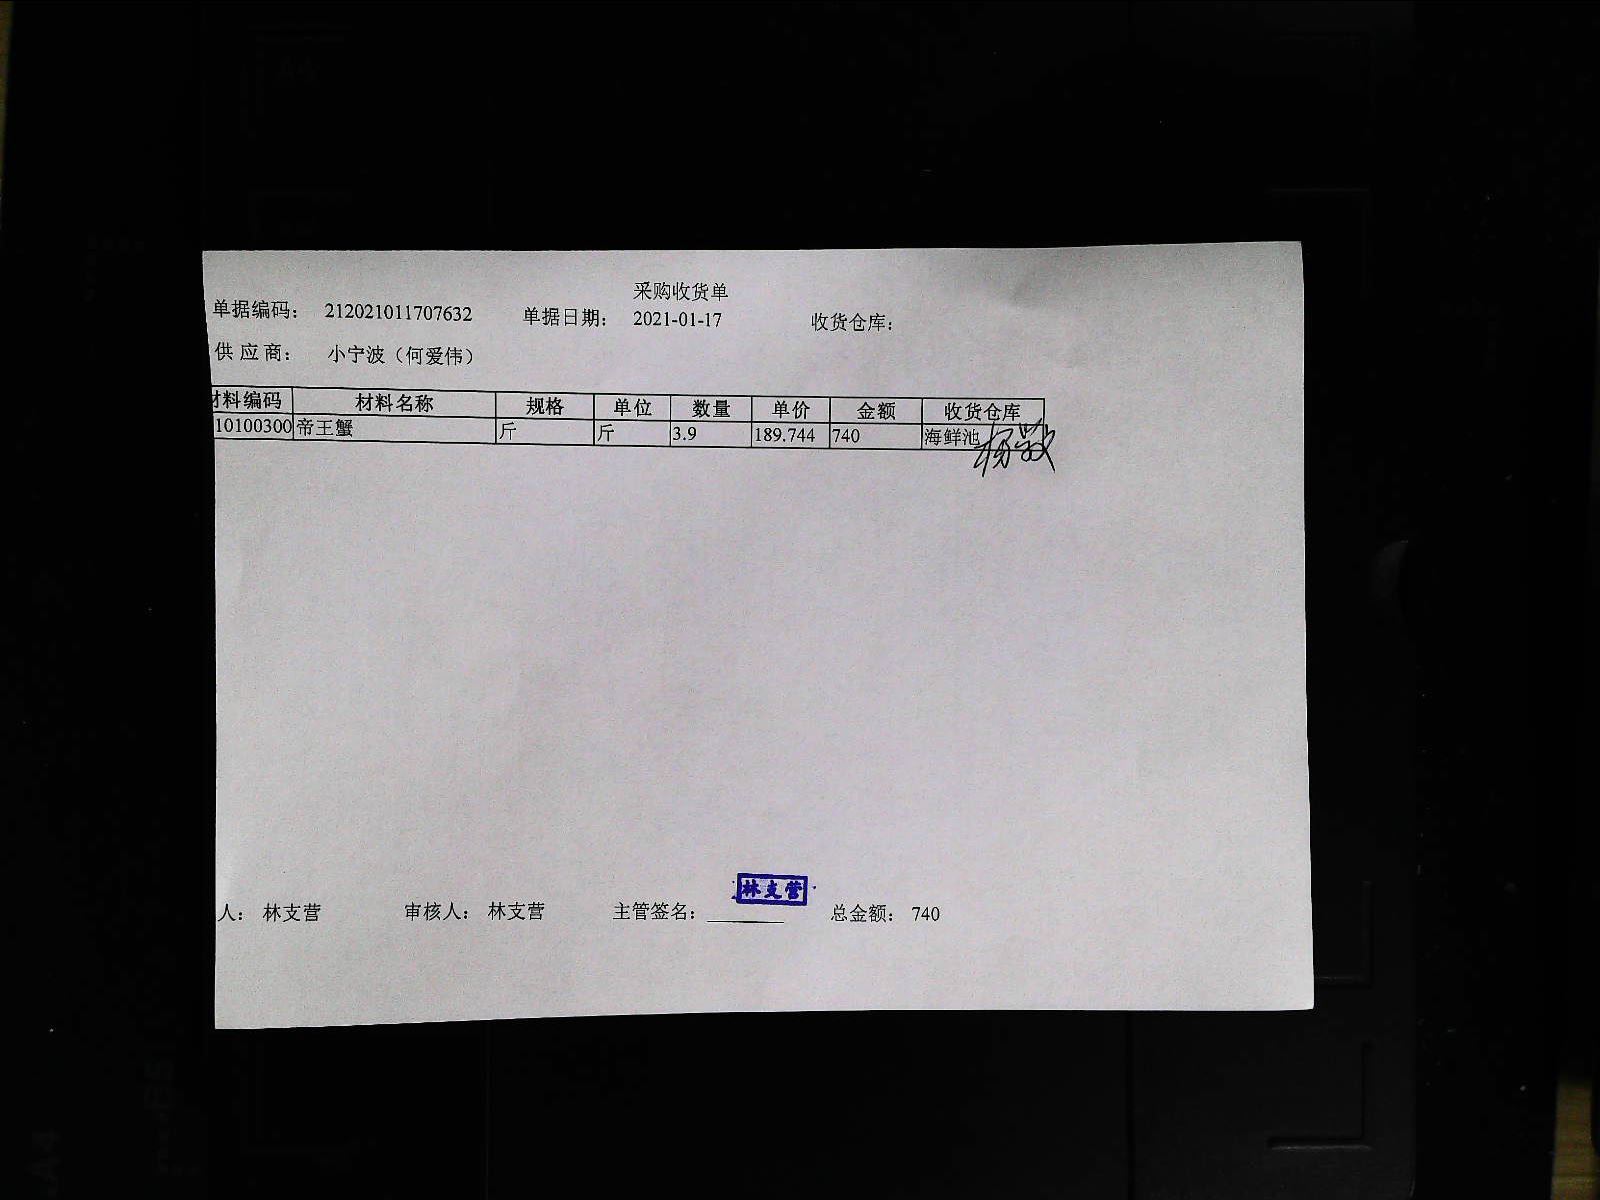 采购收货单
单据编码： 212021011707632 单据日期： 2021-01-17 收货仓库：
供应商： 小宁波（何爱伟）
材料编码 材料名称 规格 单位 数量 单价 金额 收货仓库
10100300 帝王蟹 斤 斤 3.9 189.744 740 海鲜池
林支营
人： 林支营 审核人： 林支营 主管签名： 总金额： 740